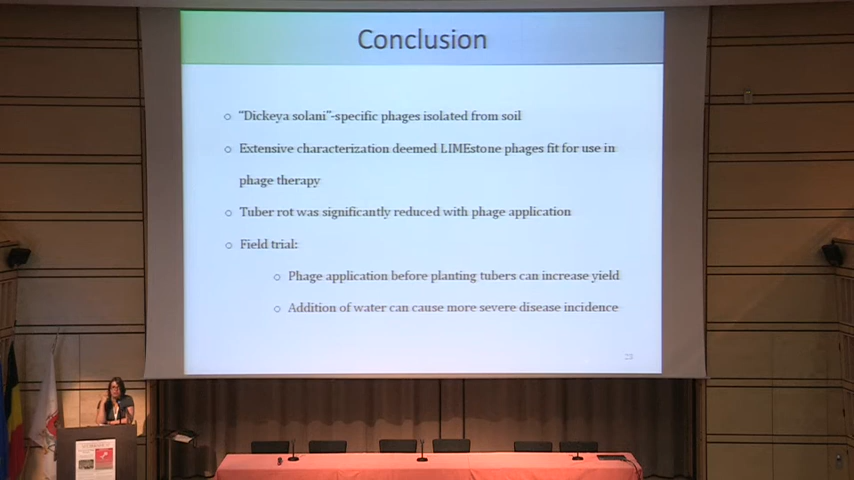 Conclusion
○ "Dickeya solani"-specific phages isolated from soil
○ Extensive characterization deemed LIMEstone phages fit for use in
phage therapy
○ Tuber rot was significantly reduced with phage application
○ Field trial:
○ Phage application before planting tubers can increase yield
○ Addition of water can cause more severe disease incidence